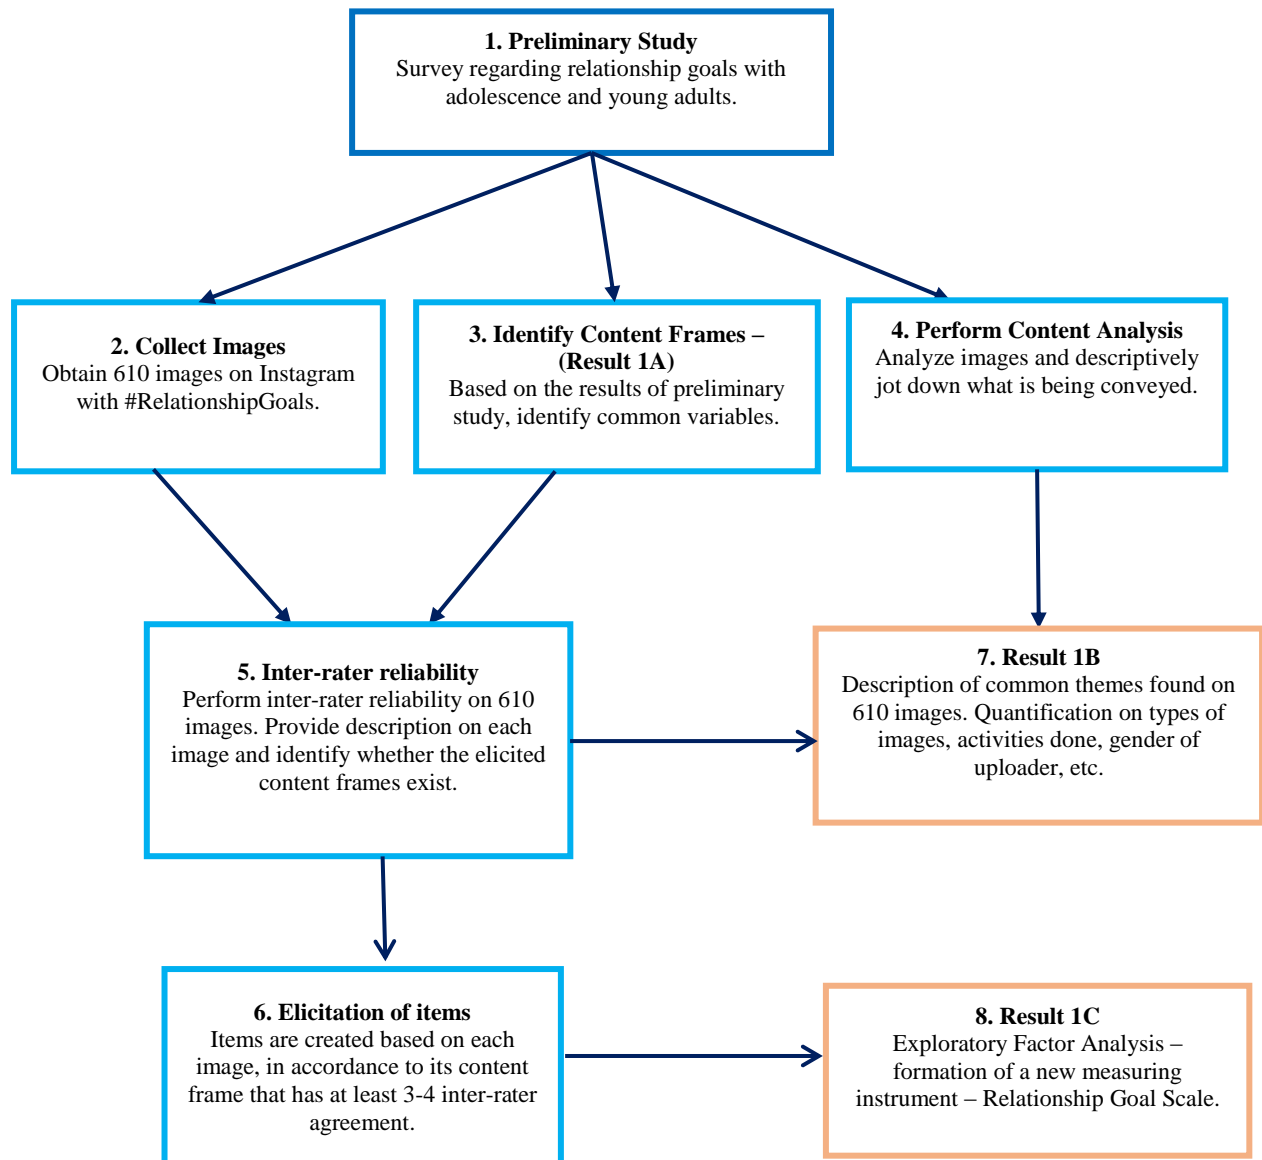 1. Preliminary Study
Survey regarding relationship goals with
adolescence and young adults.
2. Collect Images
Obtain 610 images on Instagram
with #RelationshipGoals.
3. Identify Content Frames –
(Result 1A)
Based on the results of preliminary
study, identify common variables.
4. Perform Content Analysis
Analyze images and descriptively
jot down what is being conveyed.
5. Inter-rater reliability
Perform inter-rater reliability on 610
images. Provide description on each
image and identify whether the elicited
content frames exist.
7. Result 1B
Description of common themes found on
610 images. Quantification on types of
images, activities done, gender of
uploader, etc.
6. Elicitation of items
Items are created based on each
image, in accordance to its content
frame that has at least 3-4 inter-rater
agreement.
8. Result 1C
Exploratory Factor Analysis –
formation of a new measuring
instrument – Relationship Goal Scale.